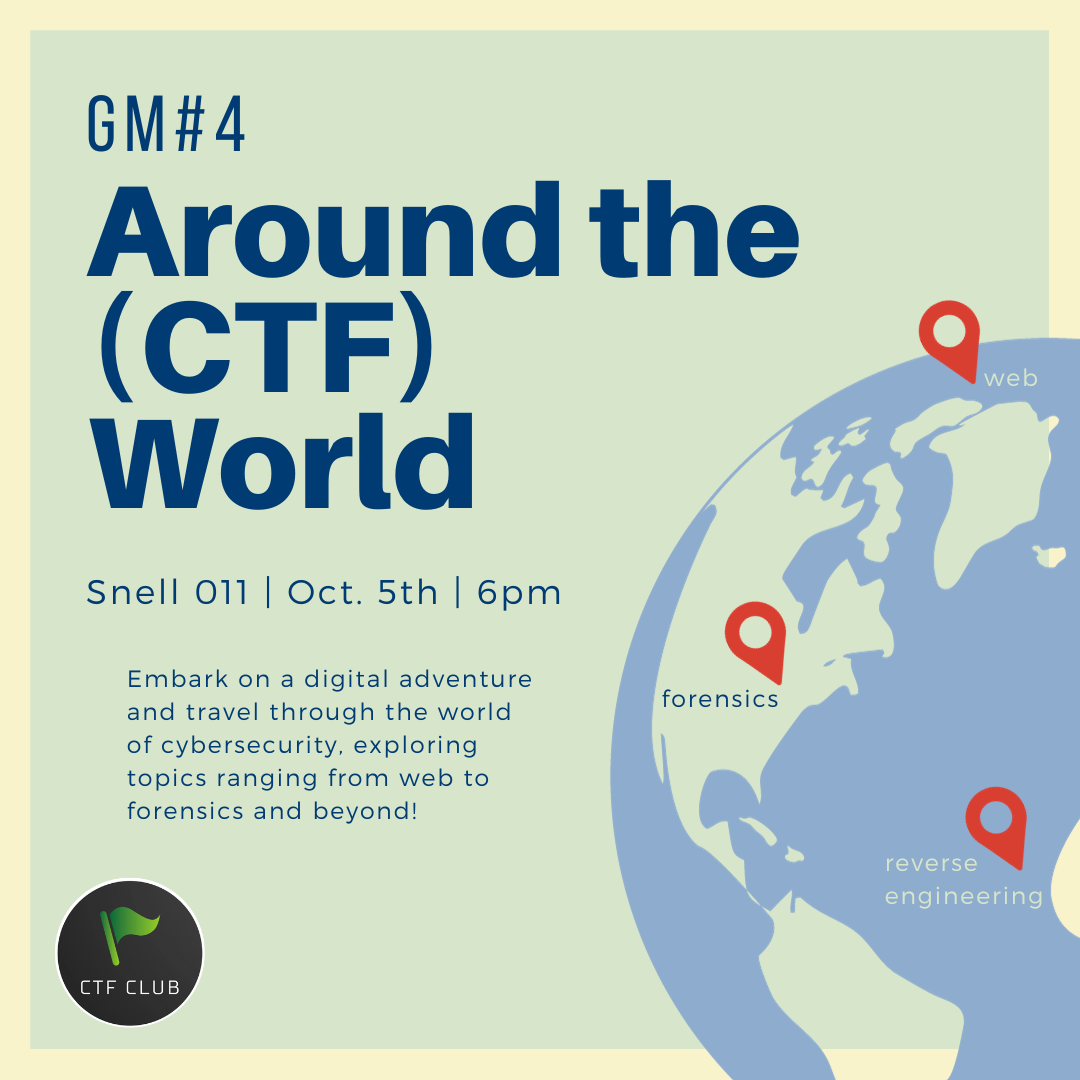 GM#4
Around the
(CTF)
World
Snell 011 | Oct. 5th | 6pm
Embark on a digital adventure
and travel through the world
of cybersecurity, exploring
topics ranging from web to
forensics and beyond!
web
forensics
reverse
engineering
CTF CLUB